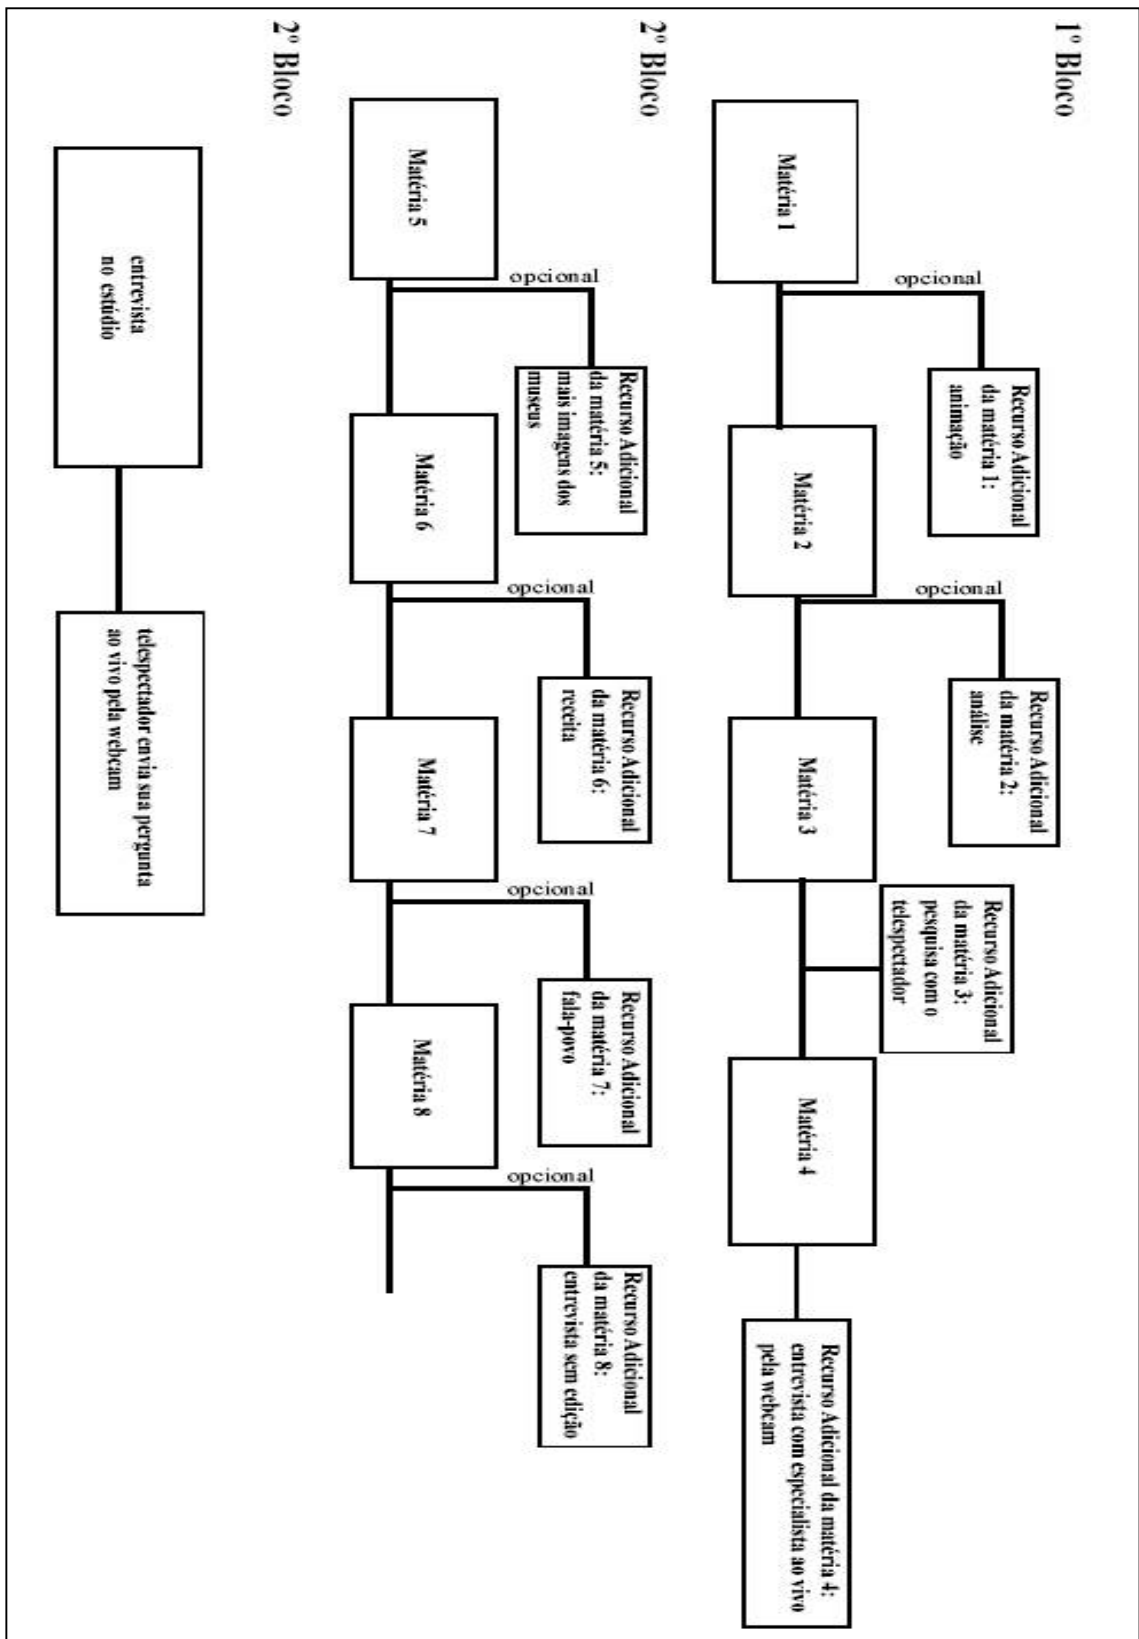 1º Bloco
Matéria 1
opcional
Recurso Adicional
da matéria 1:
animação
Matéria 2
opcional
Recurso Adicional
da matéria 2:
análise
Matéria 3
Recurso Adicional
da matéria 3:
pesquisa com o
telespectador
Matéria 4
Recurso Adicional da matéria 4:
entrevista com especialista ao vivo
pela webcam
2º Bloco
Matéria 5
opcional
Recurso Adicional
da matéria 5:
mais imagens dos
museus
Matéria 6
opcional
Recurso Adicional
da matéria 6:
receita
Matéria 7
opcional
Recurso Adicional
da matéria 7:
fala-povo
Matéria 8
opcional
Recurso Adicional
da matéria 8:
entrevista sem edição
2º Bloco
entrevista
no estúdio
telespectador envia sua pergunta
ao vivo pela webcam